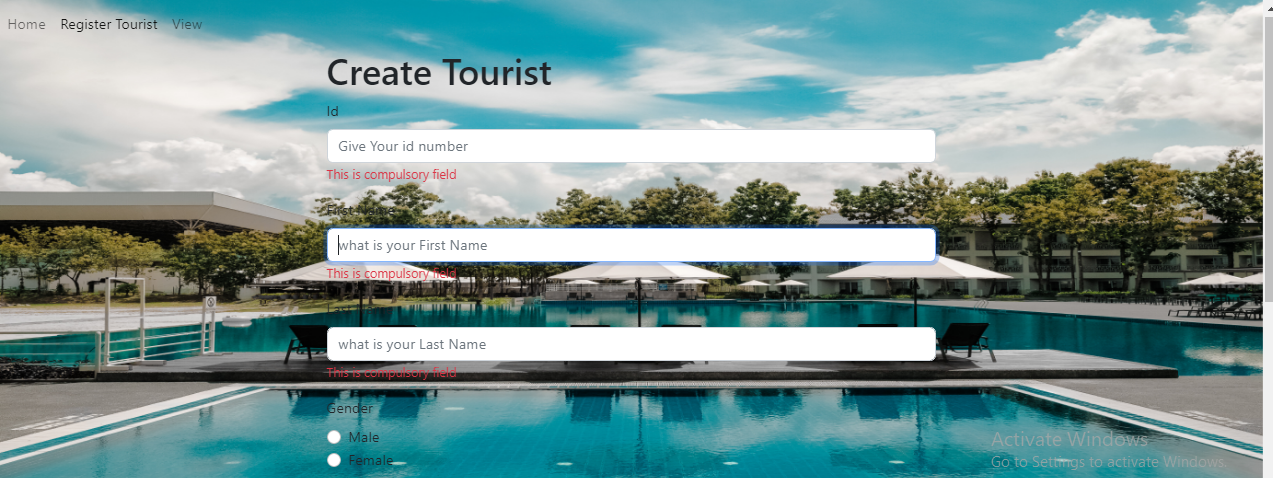 Home Register Tourist View
Create Tourist
Id
Give Your id number
This is compulsory field
First Name
what is your First Name
This is compulsory field
what is your Last Name
This is compulsory field
Gender
Male
Female
Activate Windows
Go to Settings to activate Windows.